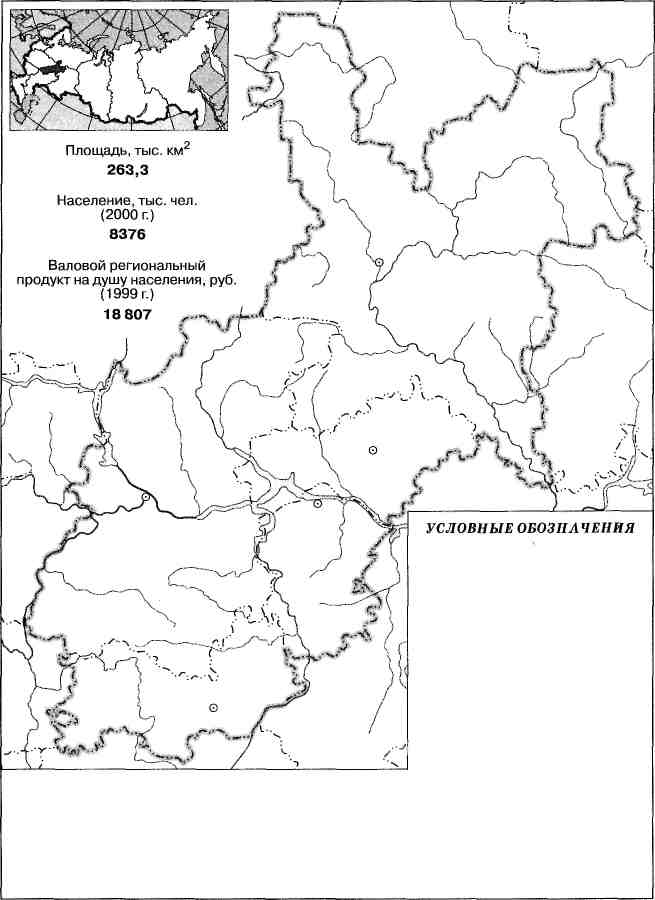 Площадь, тыс. км²
263,3
Население, тыс. чел.
(2000 г.)
8376
Валовой региональный
продукт на душу населения, руб.
(1999 г.)
18 807
УСЛОВНЫЕ ОБОЗНАЧЕНИЯ